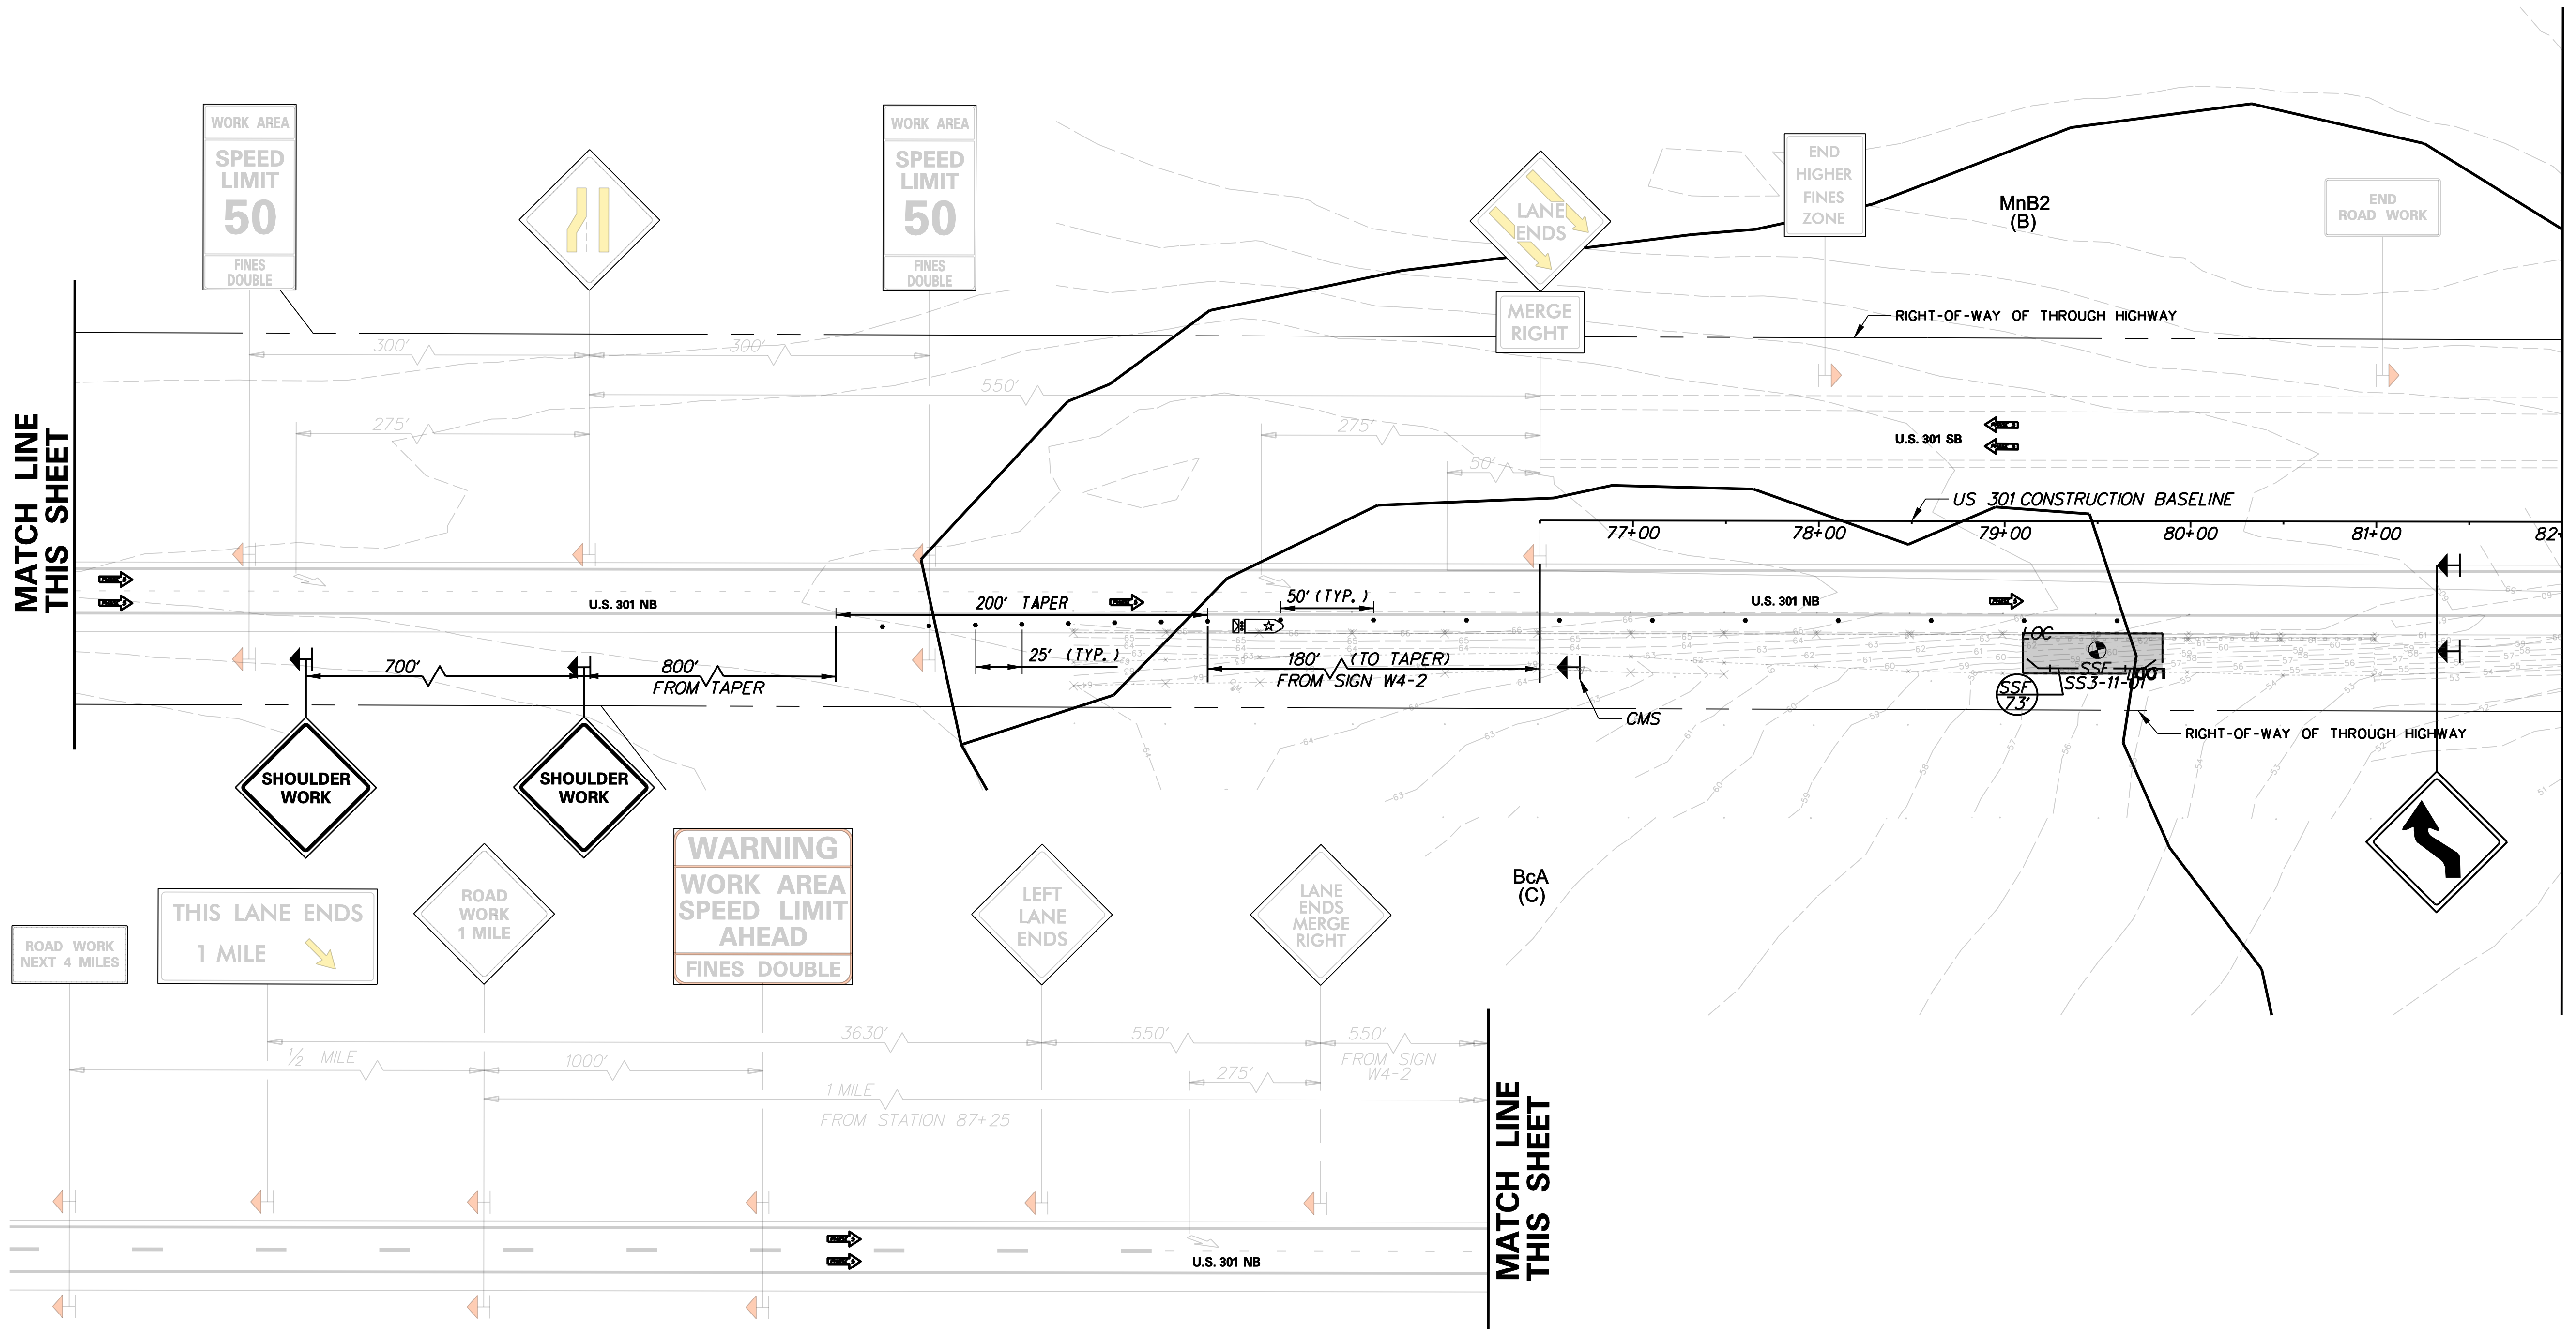 WORK AREA
SPEED
LIMIT
50
FINES
DOUBLE
WORK AREA
SPEED
LIMIT
50
FINES
DOUBLE
LANE
ENDS
MERGE
RIGHT
END
HIGHER
FINES
ZONE
MnB2
(B)
END
ROAD WORK
RIGHT-OF-WAY OF THROUGH HIGHWAY
300'
300'
550'
275'
275'
50'
U.S. 301 SB
US 301 CONSTRUCTION BASELINE
77+00
78+00
79+00
80+00
81+00
82+
MATCH LINE
THIS SHEET
U.S. 301 NB
200' TAPER
50' (TYP.)
U.S. 301 NB
25' (TYP.)
700'
800'
FROM TAPER
180' (TO TAPER)
FROM SIGN W4-2
CMS
LOC
SSF
SS3-11-01
SSF
73'
RIGHT-OF-WAY OF THROUGH HIGHWAY
SHOULDER
WORK
SHOULDER
WORK
BcA
(C)
ROAD WORK
NEXT 4 MILES
THIS LANE ENDS
1 MILE
ROAD
WORK
1 MILE
WARNING
WORK AREA
SPEED LIMIT
AHEAD
FINES DOUBLE
LEFT
LANE
ENDS
LANE
ENDS
MERGE
RIGHT
3630'
550'
550'
FROM SIGN
W4-2
1/2 MILE
1000'
275'
1 MILE
FROM STATION 87+25
U.S. 301 NB
MATCH LINE
THIS SHEET